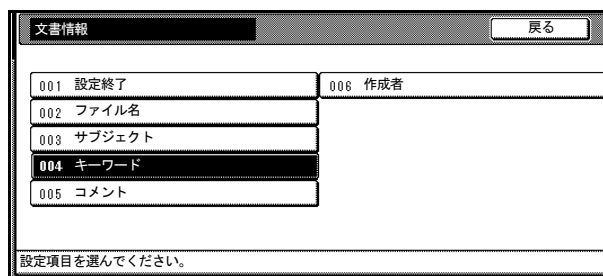 文書情報
戻る
001 設定終了
002 ファイル名
003 サブジェクト
004 キーワード
005 コメント
006 作成者
設定項目を選んでください。